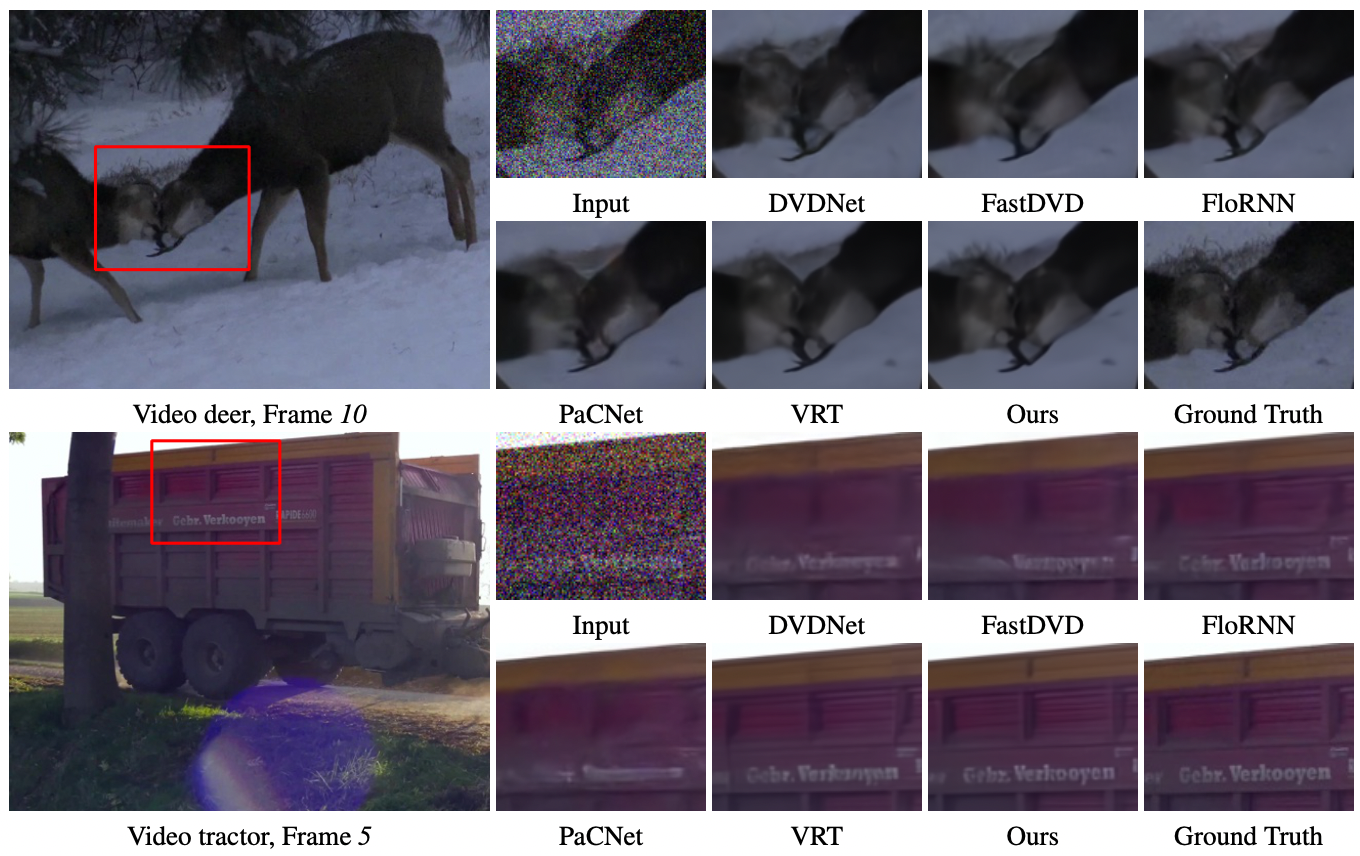 Input DVDNet FastDVD FloRNN
PaCNet VRT Ours Ground Truth
Video deer, Frame 10
Gebr. Verkooyen RAPIDE 6600
Input DVDNet FastDVD FloRNN
Gebr. Verkooyen
PaCNet VRT Ours Ground Truth
Gebr. Verkooyen
Gebr. Verkooyen
Video tractor, Frame 5